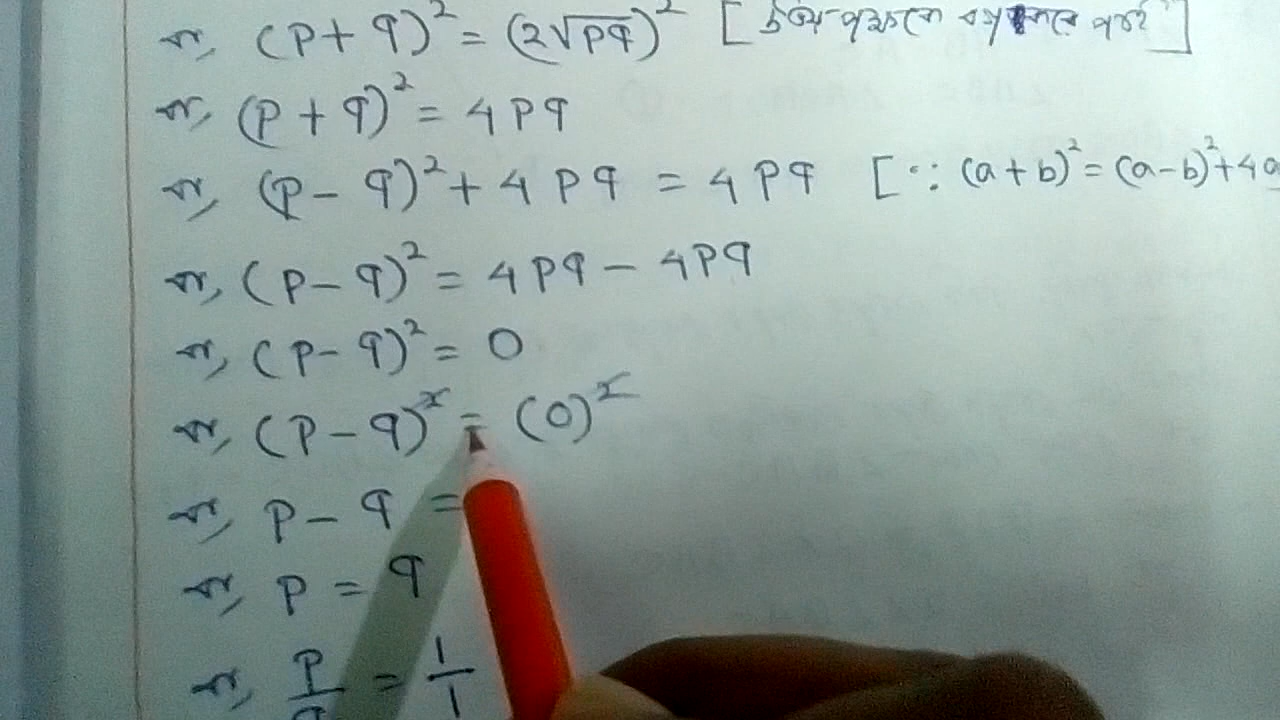 বা, (p + q)² = (2√pq)² [উভয়পক্ষকে বর্গ করে পাই]
বা, (p + q)² = 4pq
বা, (p - q)² + 4pq = 4pq [∵ (a + b)² = (a - b)² + 4a
বা, (p - q)² = 4pq - 4pq
বা, (p - q)² = 0
বা, (p - q)² = (0)²
বা, p - q =
বা, p = q
বা, p/q = 1/1